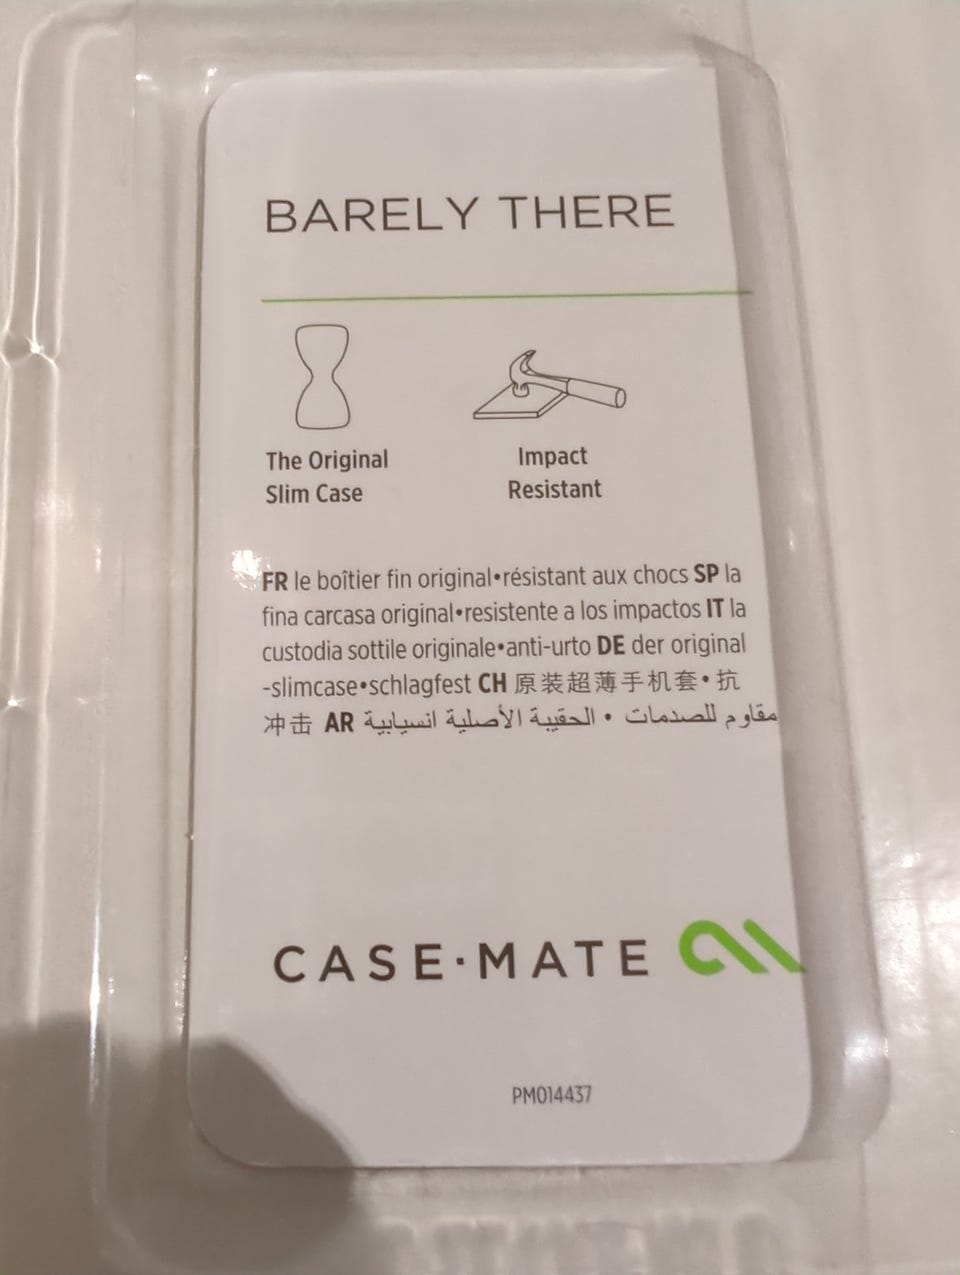 BARELY THERE
The Original
Slim Case
Impact
Resistant
FR le boîtier fin original•résistant aux chocs SP la
fina carcasa original•resistente a los impactos IT la
custodia sottile originale•anti-urto DE der original
-slimcase•schlagfest CH 原装超薄手机套•抗
冲击 AR الحقيبة الأصلية انسيابية • مقاوم للصدمات
CASE·MATE
PM014437